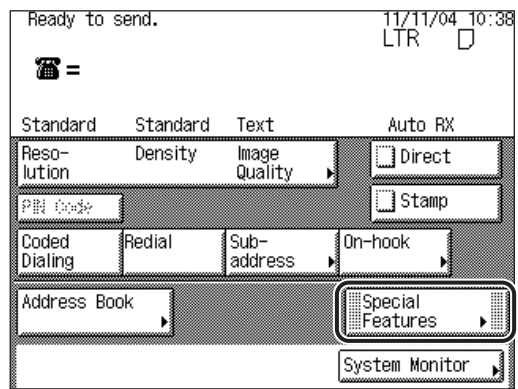 Ready to send.
11/11/04 10:38
LTR
=
Standard Standard Text Auto RX
Reso-
lution
Density
Image
Quality
Direct
PIN Code
Stamp
Coded
Dialing
Redial
Sub-
address
On-hook
Address Book
Special
Features
System Monitor